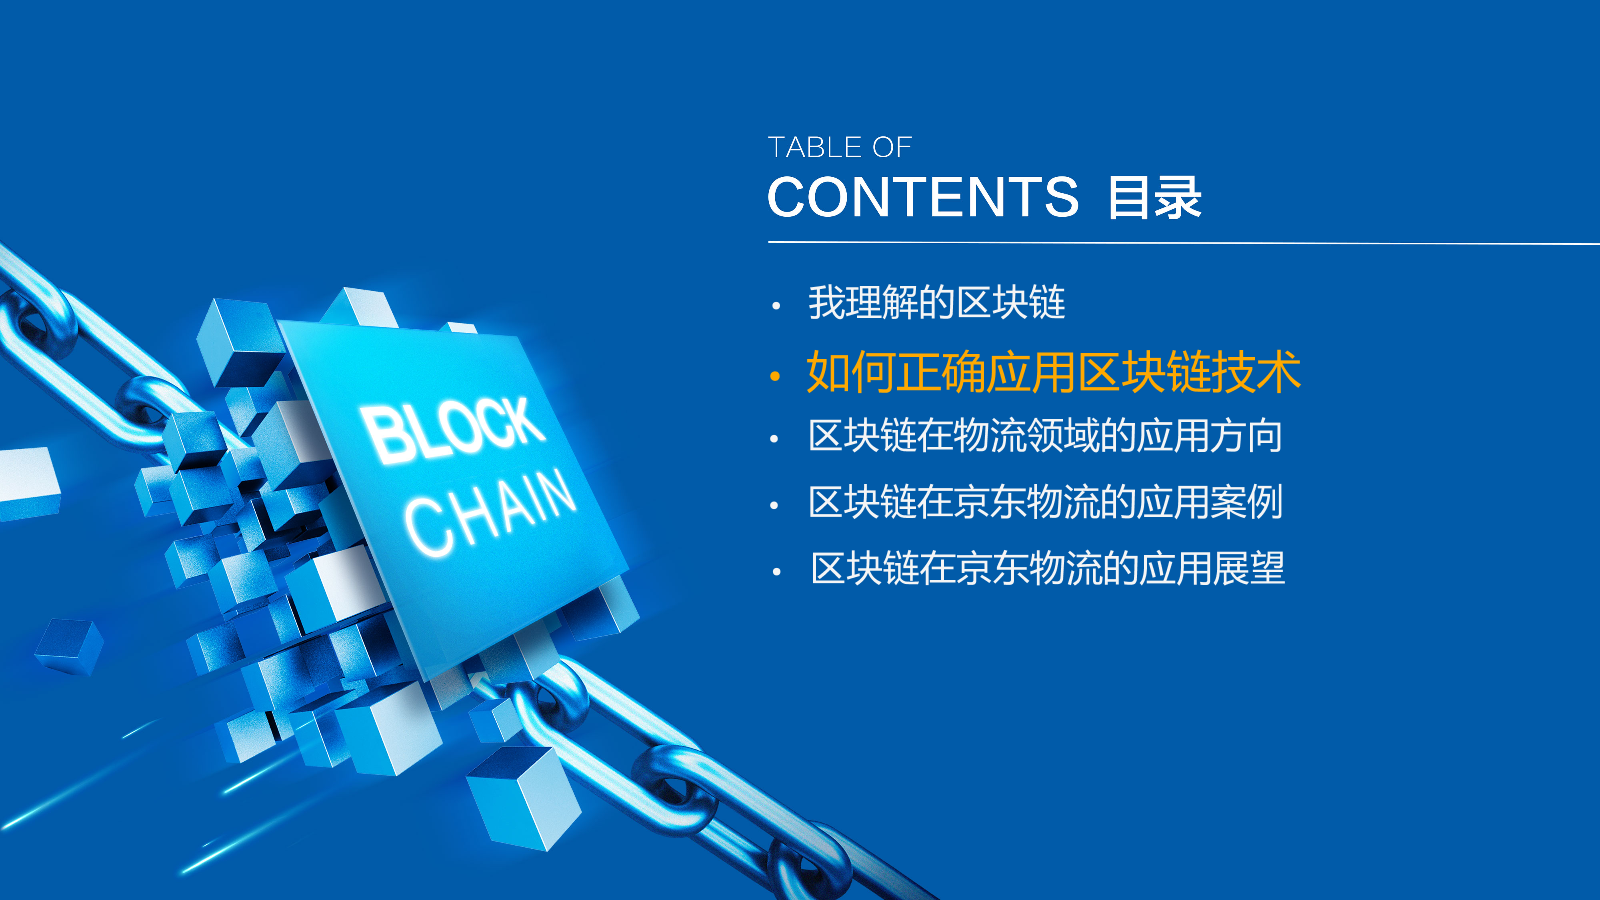 TABLE OF
CONTENTS 目录
• 我理解的区块链
• 如何正确应用区块链技术
• 区块链在物流领域的应用方向
• 区块链在京东物流的应用案例
• 区块链在京东物流的应用展望
BLOCK
CHAIN